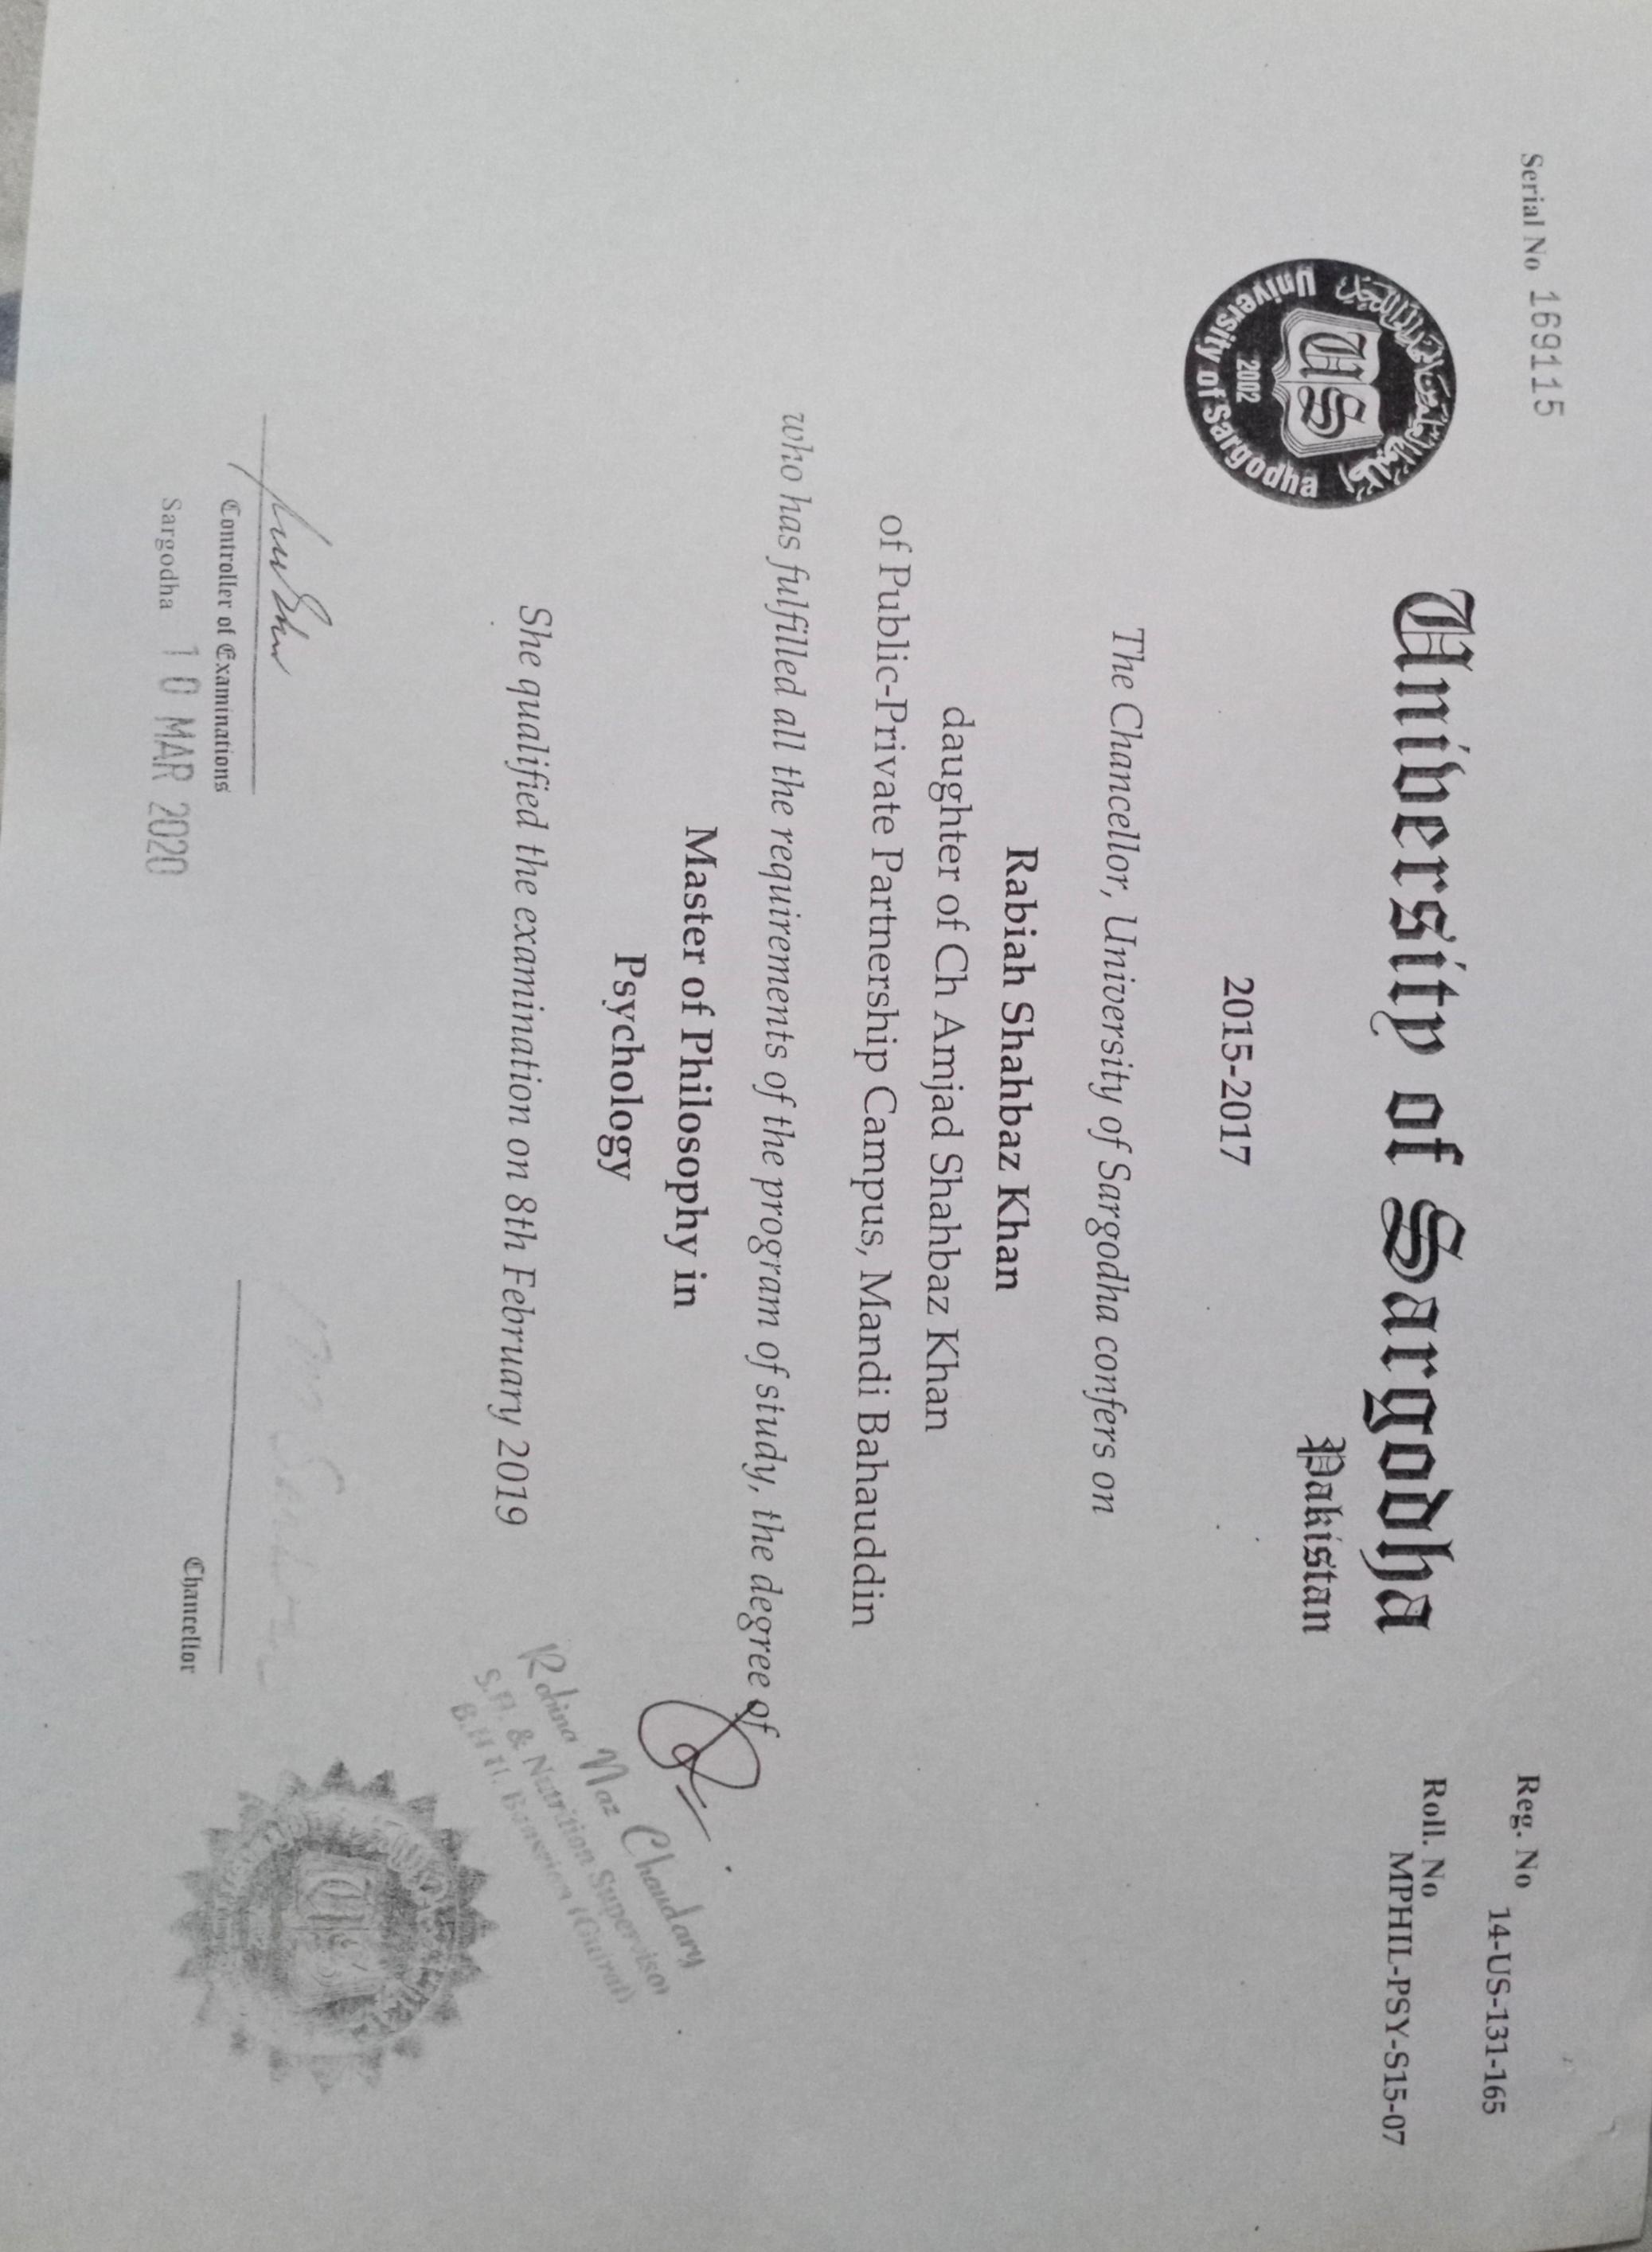 Serial No 169115
Reg. No 14-US-131-165
Roll. No MPHIL-PSY-S15-07
University of Sargodha
Pakistan
US
2002
University of Sargodha
2015-2017
The Chancellor, University of Sargodha confers on
Rabiah Shahbaz Khan
daughter of Ch Amjad Shahbaz Khan
of Public-Private Partnership Campus, Mandi Bahauddin
who has fulfilled all the requirements of the program of study, the degree of
Master of Philosophy in
Psychology
She qualified the examination on 8th February 2019
Naz Chaudary
& Nutrition Supervisor
Controller of Examinations
Sargodha 10 MAR 2020
Chancellor